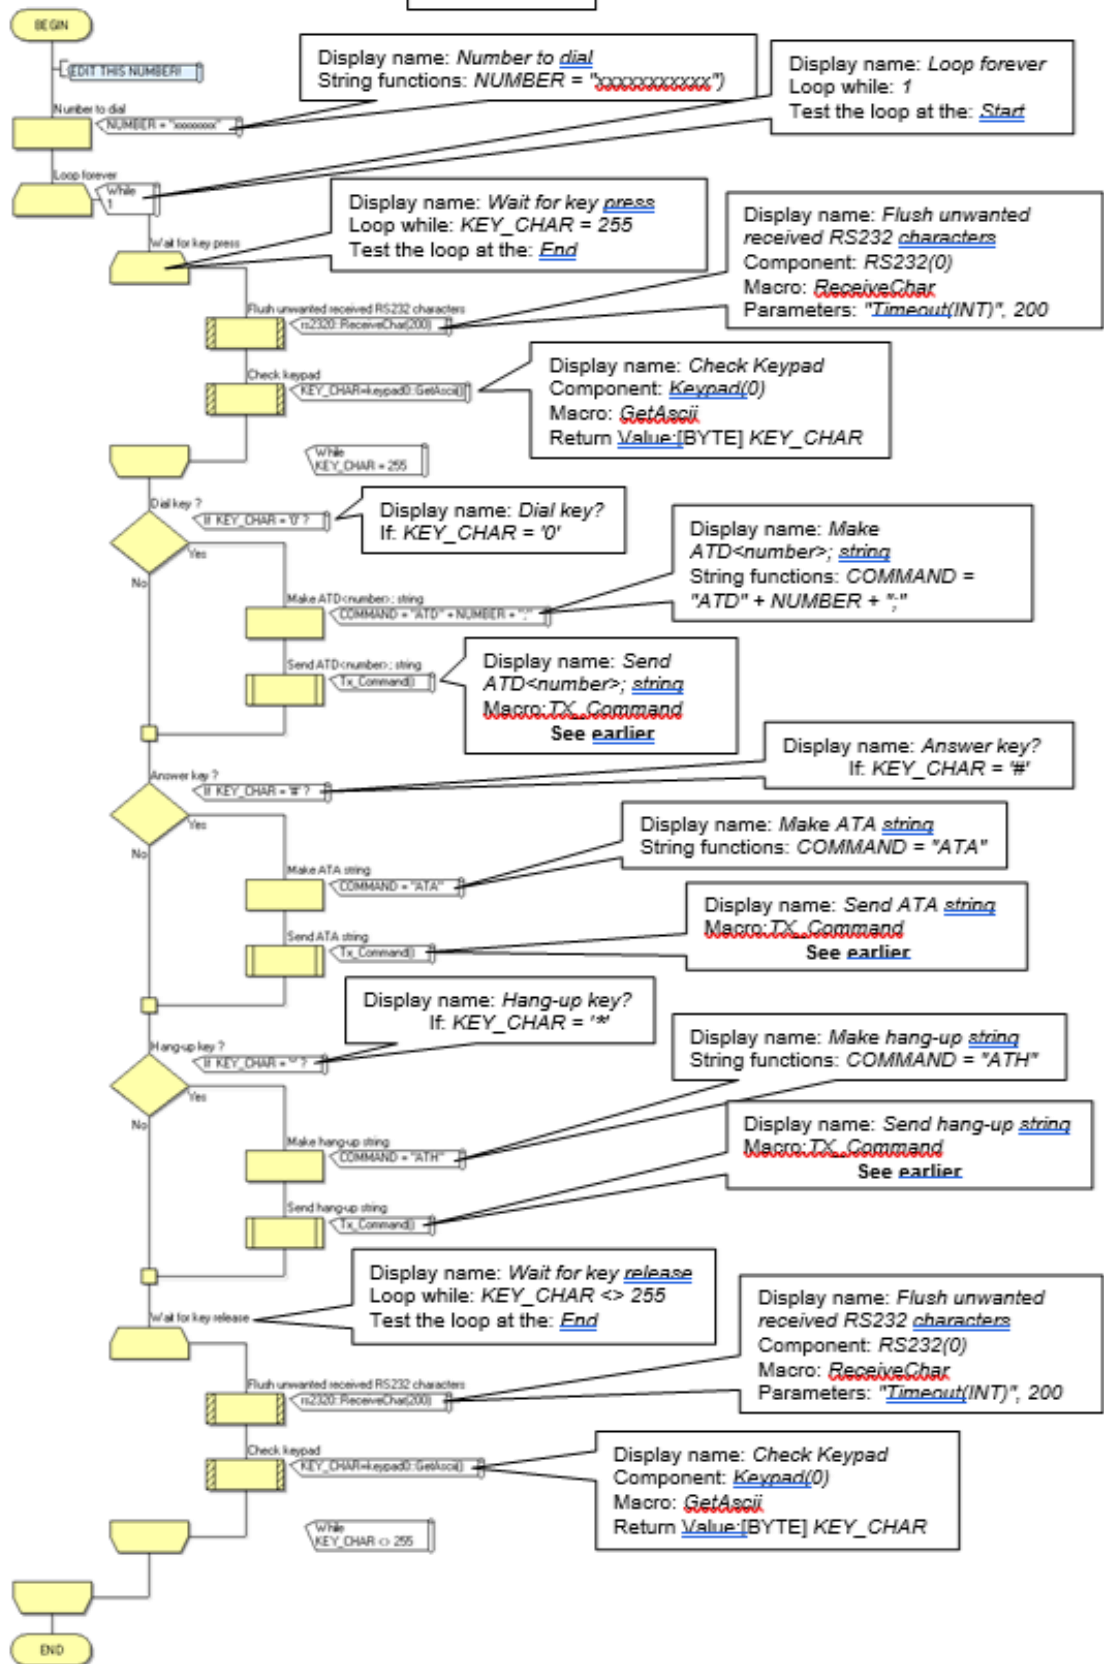 BEGIN
EDIT THIS NUMBER!
Display name: Number to dial
String functions: NUMBER = "xxxxxxxxxxx")
Display name: Loop forever
Loop while: 1
Test the loop at the: Start
Number to dial
NUMBER = "xxxxxxxx"
Loop forever
While
1
Display name: Wait for key press
Loop while: KEY_CHAR = 255
Test the loop at the: End
Display name: Flush unwanted
received RS232 characters
Component: RS232(0)
Macro: ReceiveChar
Parameters: "Timeout(INT)", 200
Wait for key press
Flush unwanted received RS232 characters
rs2320::ReceiveChar(200)
Check keypad
KEY_CHAR=keypad0::GetAscii()
Display name: Check Keypad
Component: Keypad(0)
Macro: GetAscii
Return Value:[BYTE] KEY_CHAR
While
KEY_CHAR = 255
Dial key ?
If KEY_CHAR = '0' ?
Display name: Dial key?
If: KEY_CHAR = '0'
Yes
No
Display name: Make
ATD<number>; string
String functions: COMMAND =
"ATD" + NUMBER + ";"
Make ATD<number>; string
COMMAND = "ATD" + NUMBER + ";"
Send ATD<number>; string
Tx_Command()
Display name: Send
ATD<number>; string
Macro:TX_Command
See earlier
Answer key ?
If KEY_CHAR = '#' ?
Display name: Answer key?
If: KEY_CHAR = '#'
Yes
No
Display name: Make ATA string
String functions: COMMAND = "ATA"
Make ATA string
COMMAND = "ATA"
Display name: Send ATA string
Macro:TX_Command
See earlier
Send ATA string
Tx_Command()
Display name: Hang-up key?
If: KEY_CHAR = '*'
Hang-up key ?
If KEY_CHAR = '*' ?
Yes
No
Display name: Make hang-up string
String functions: COMMAND = "ATH"
Make hang-up string
COMMAND = "ATH"
Display name: Send hang-up string
Macro:TX_Command
See earlier
Send hang-up string
Tx_Command()
Display name: Wait for key release
Loop while: KEY_CHAR <> 255
Test the loop at the: End
Wait for key release
Display name: Flush unwanted
received RS232 characters
Component: RS232(0)
Macro: ReceiveChar
Parameters: "Timeout(INT)", 200
Flush unwanted received RS232 characters
rs2320::ReceiveChar(200)
Check keypad
KEY_CHAR=keypad0::GetAscii()
Display name: Check Keypad
Component: Keypad(0)
Macro: GetAscii
Return Value:[BYTE] KEY_CHAR
While
KEY_CHAR <> 255
END